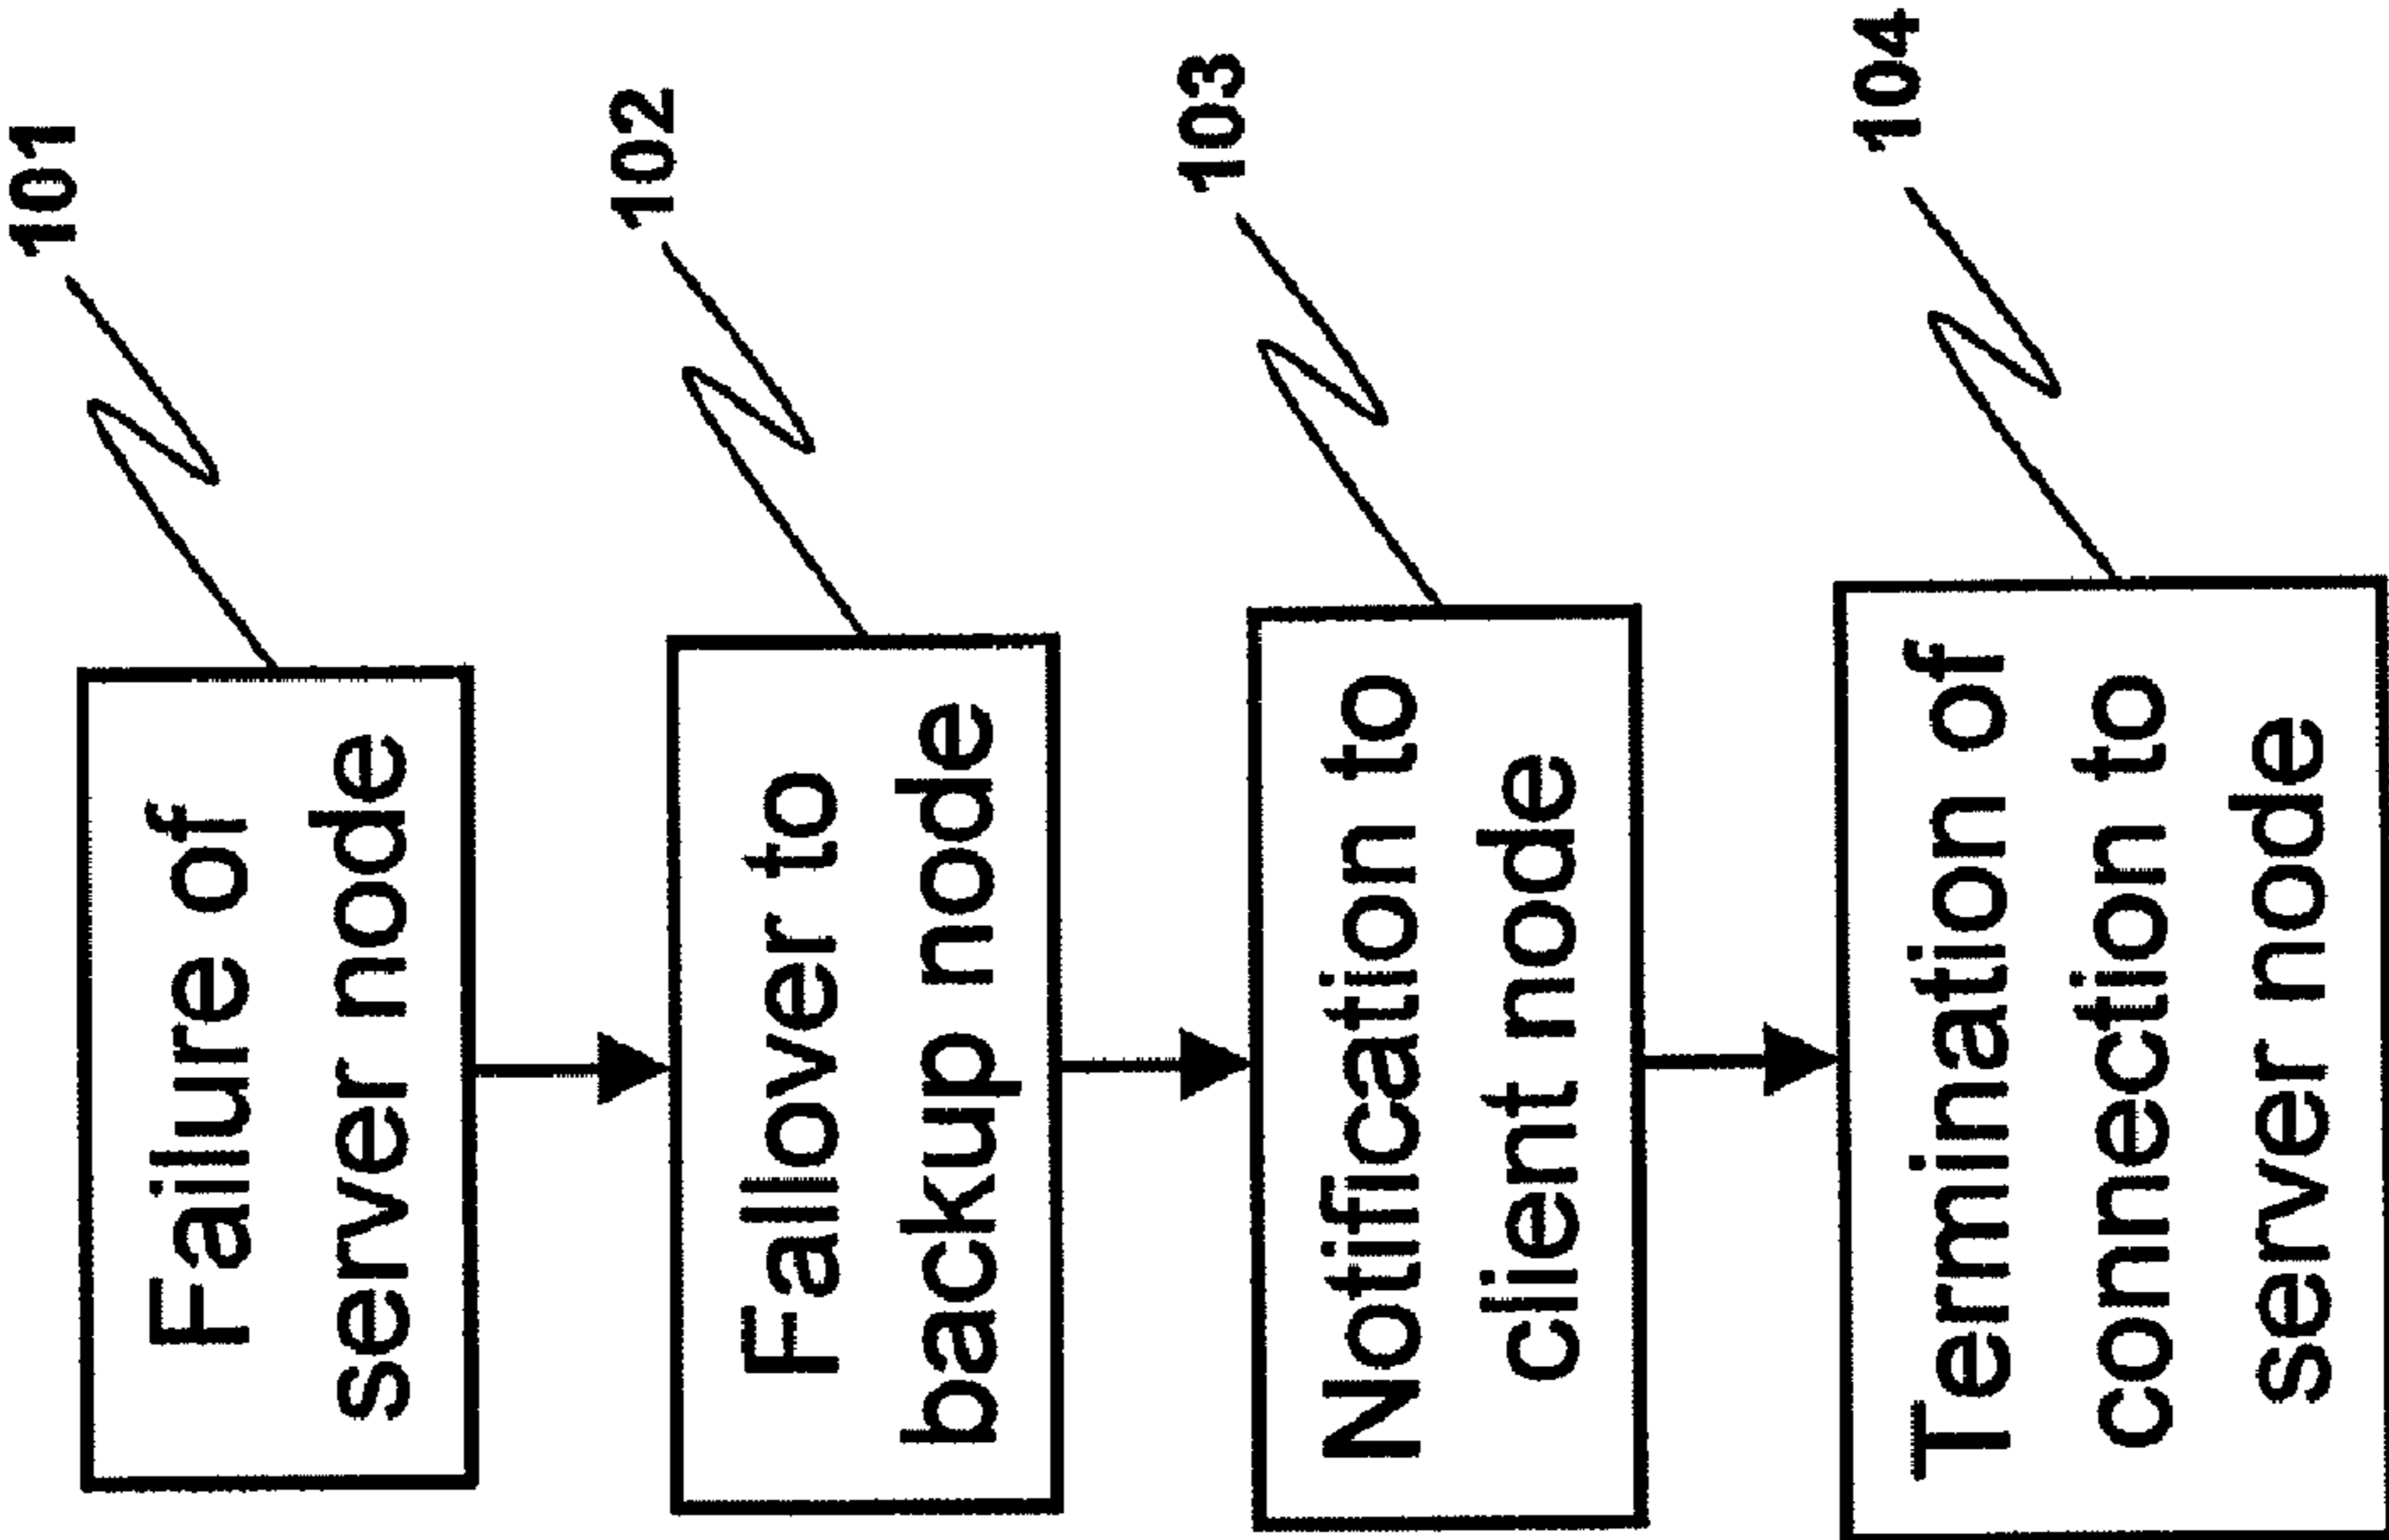 101
Failure of
server node
102
Fallover to
backup node
103
Notification to
client node
104
Termination of
connection to
server node